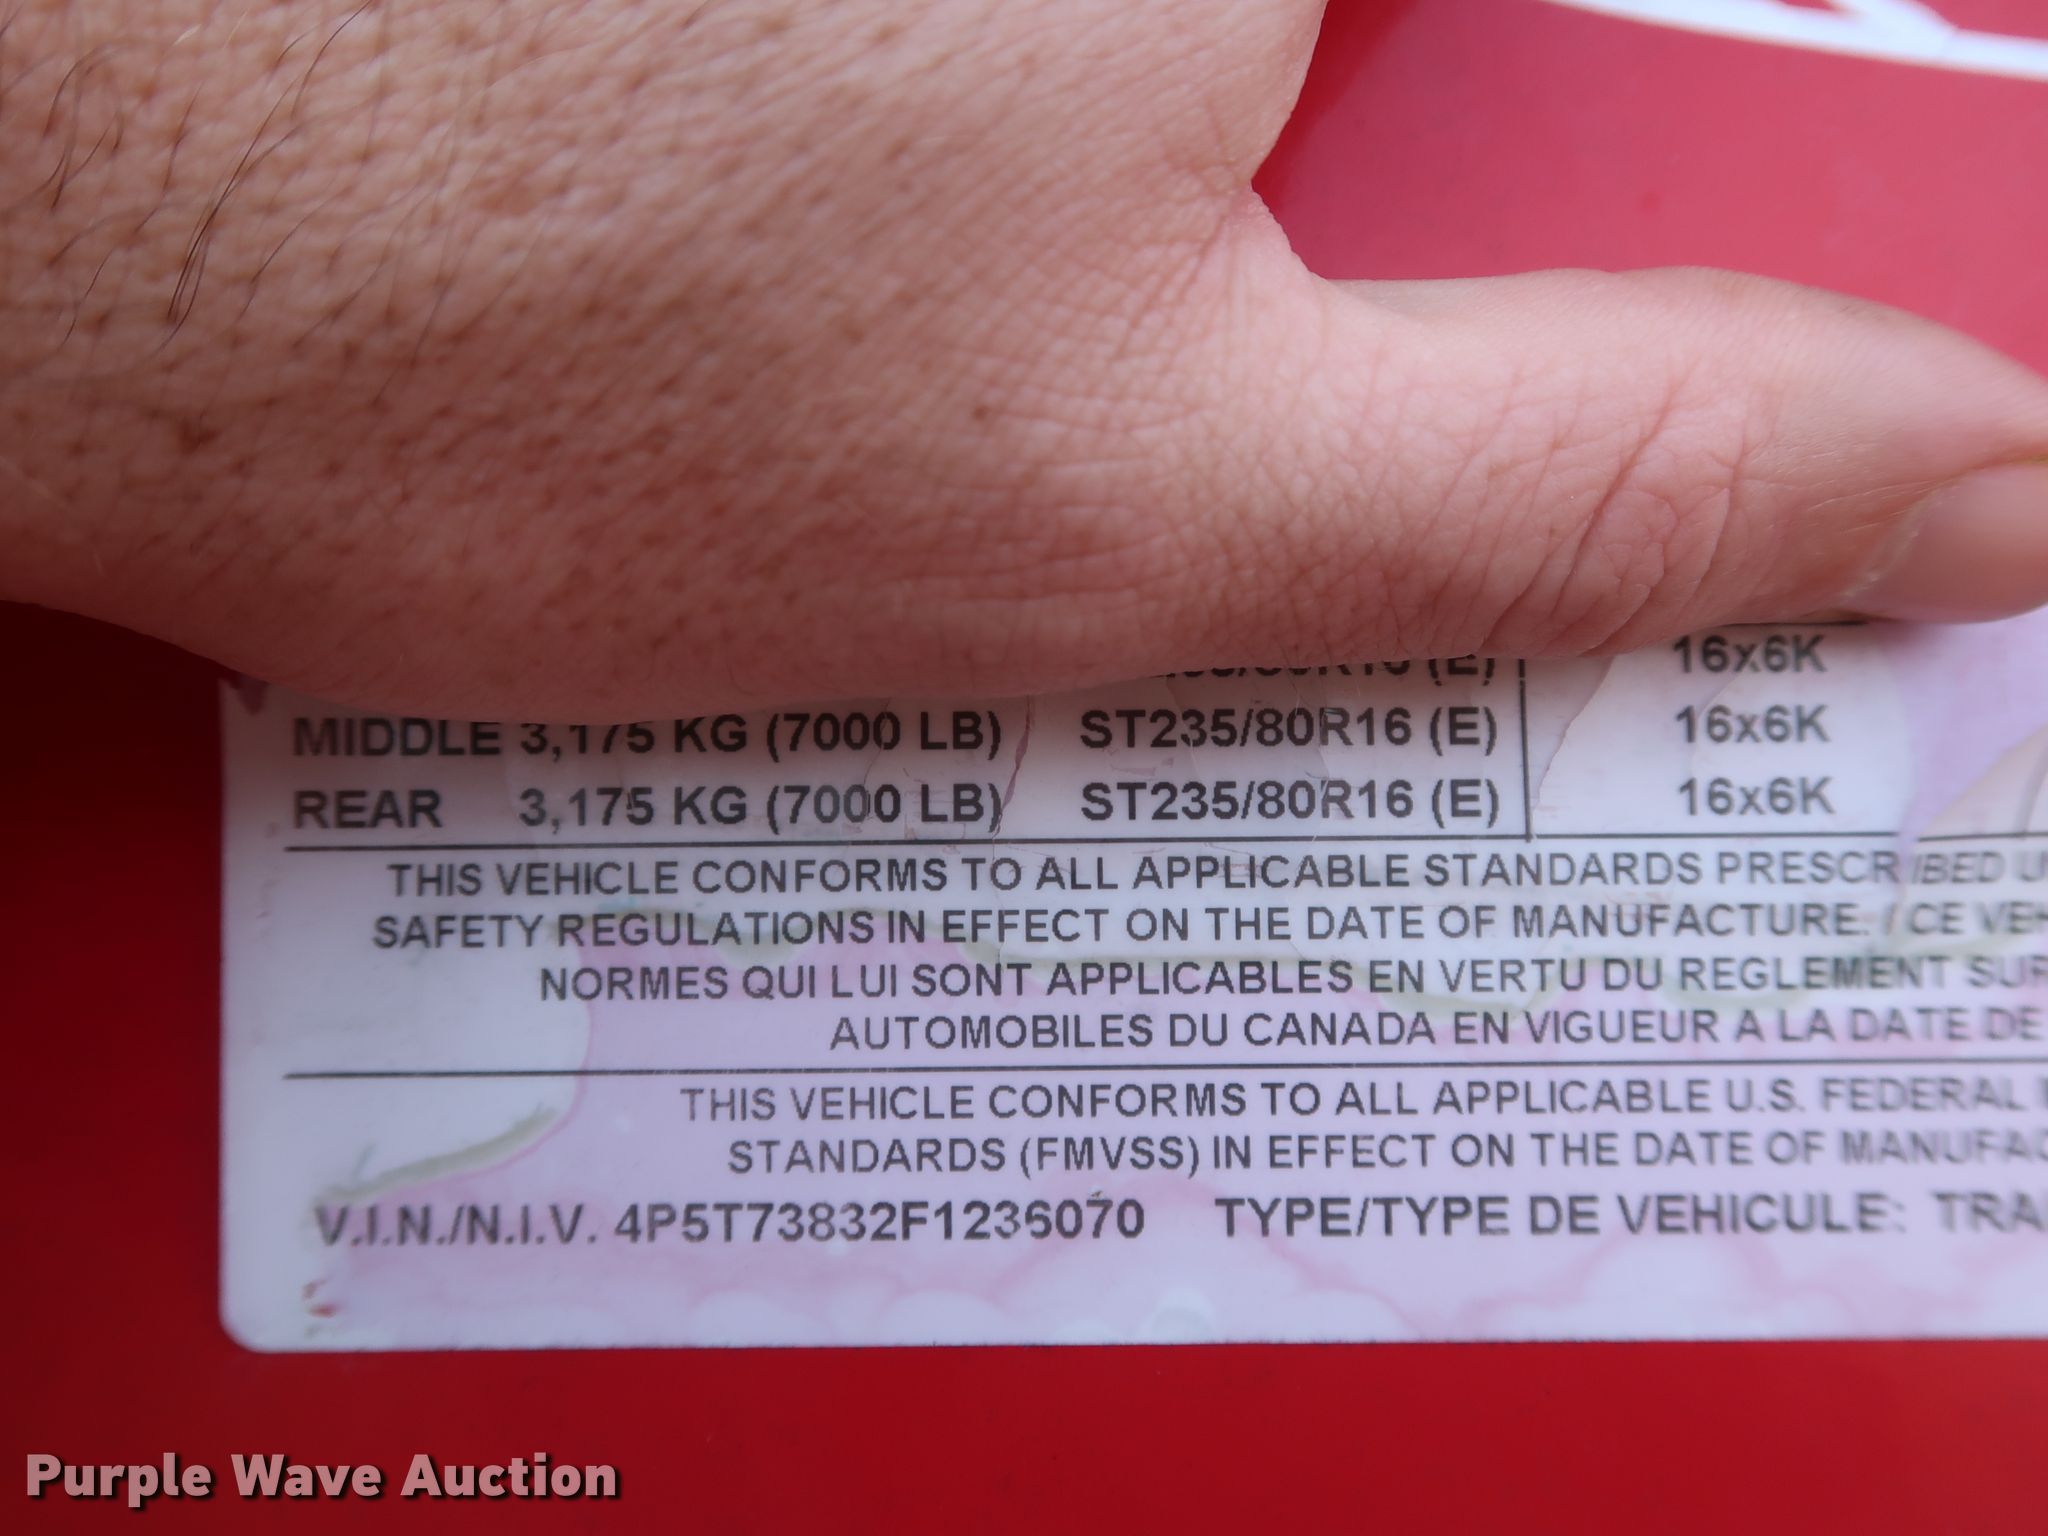 16x6K
MIDDLE 3,175 KG (7000 LB) ST235/80R16 (E) 16x6K
REAR 3,175 KG (7000 LB) ST235/80R16 (E) 16x6K
THIS VEHICLE CONFORMS TO ALL APPLICABLE STANDARDS PRESCRIBED
SAFETY REGULATIONS IN EFFECT ON THE DATE OF MANUFACTURE. / CE
NORMES QUI LUI SONT APPLICABLES EN VERTU DU REGLEMENT
AUTOMOBILES DU CANADA EN VIGUEUR A LA DATE DE
THIS VEHICLE CONFORMS TO ALL APPLICABLE U.S. FEDERAL
STANDARDS (FMVSS) IN EFFECT ON THE DATE OF
V.I.N./N.I.V. 4P5T73832F1236070 TYPE/TYPE DE VEHICULE: TRA
Purple Wave Auction